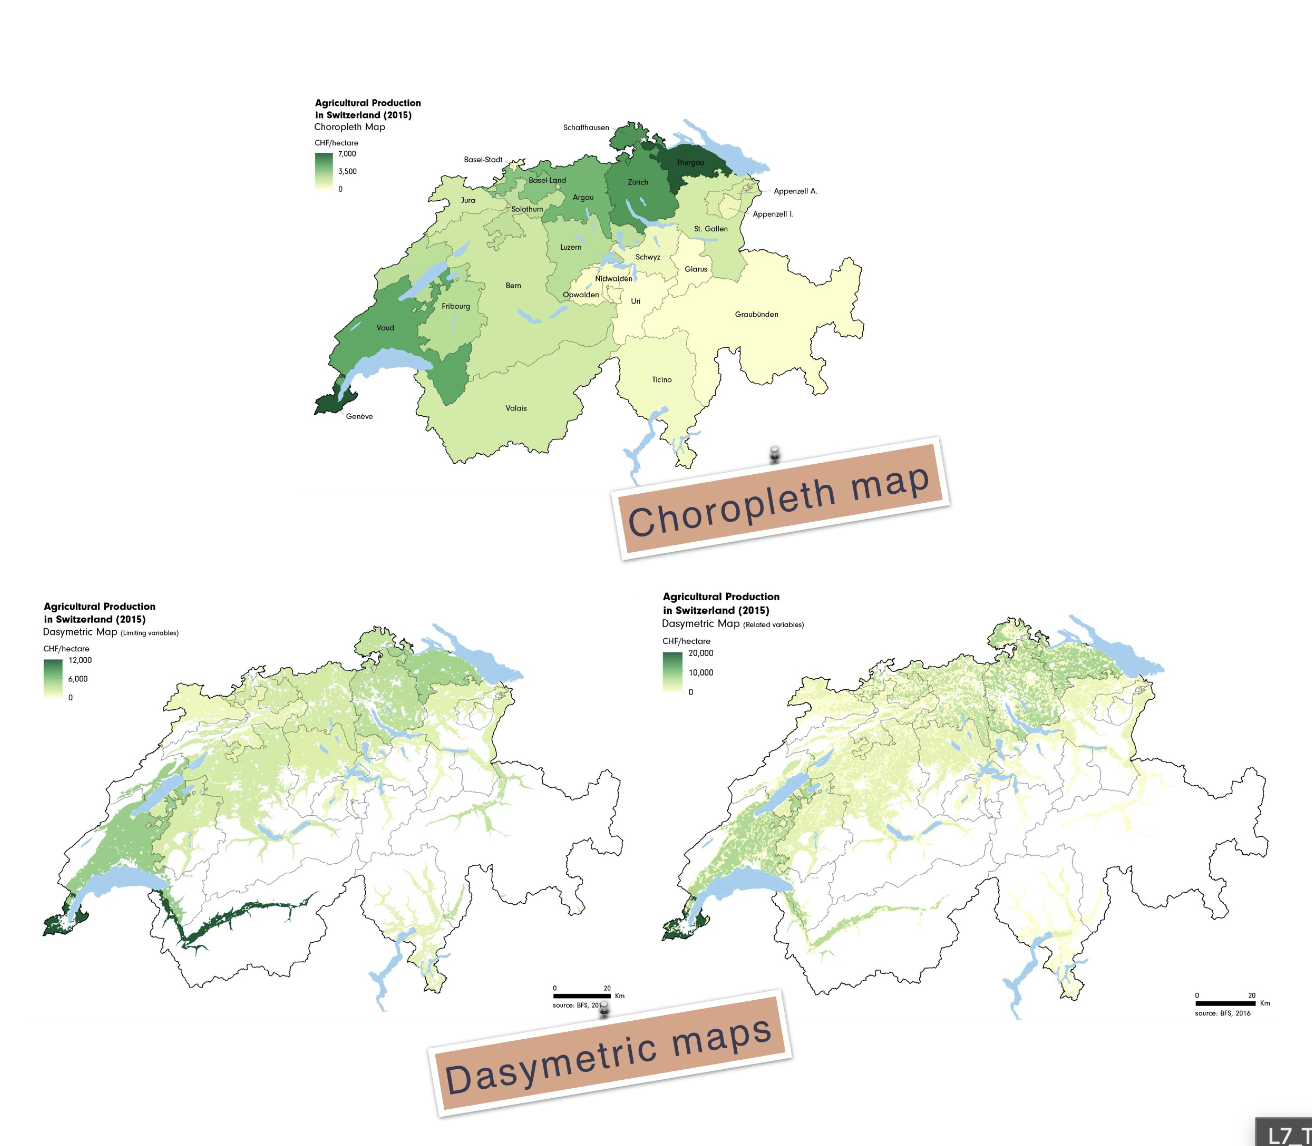 Agricultural Production
in Switzerland (2015)
Choropleth Map
CHF/hectare
7,000
3,500
0
Schaffhausen
Basel-Stadt
Thurgau
Basel-Land
Zürich
Appenzell A.
Jura
Argau
Solothurn
Appenzell I.
St. Gallen
Luzern
Schwyz
Glarus
Nidwalden
Bern
Opwalden
Uri
Fribourg
Graubünden
Vaud
Ticino
Valais
Genève
Choropleth map
Agricultural Production
in Switzerland (2015)
Dasymetric Map (Limiting variables)
CHF/hectare
12,000
6,000
0
0 20 Km
source: BFS, 201
Agricultural Production
in Switzerland (2015)
Dasymetric Map (Related variables)
CHF/hectare
20,000
10,000
0
0 20 Km
source: BFS, 2016
Dasymetric maps
L7_T